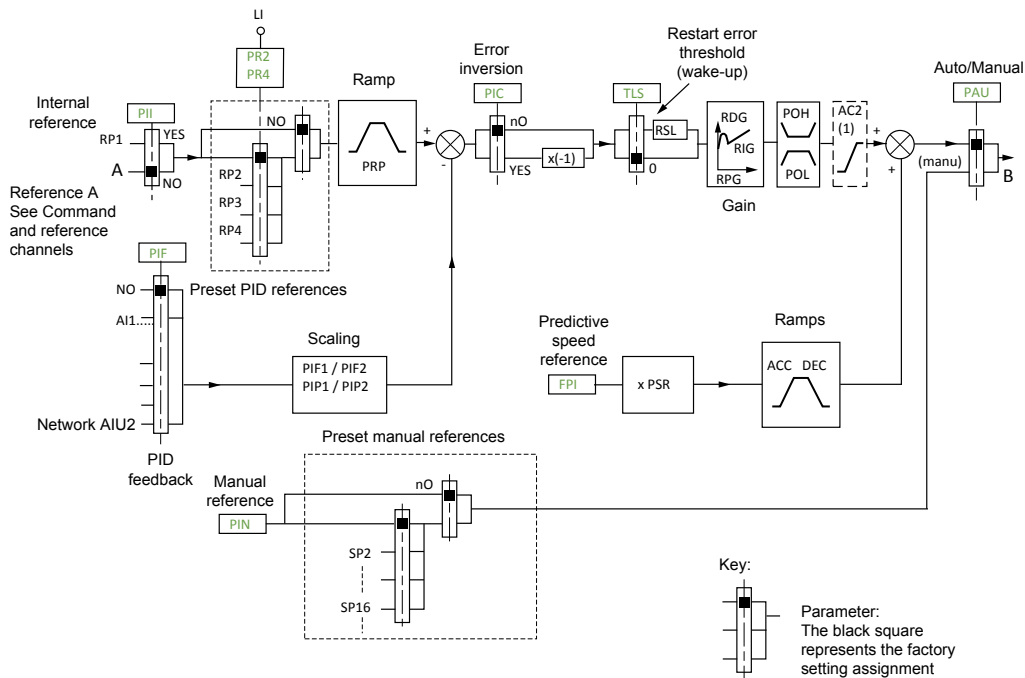 LI
PR2
PR4
Internal
reference
PII
YES
RP1
A
NO
Reference A
See Command
and reference
channels
NO
RP2
RP3
RP4
Preset PID references
Ramp
PRP
+
-
Error
inversion
PIC
nO
YES
x(-1)
Restart error
threshold
(wake-up)
TLS
RSL
0
RDG
RIG
RPG
Gain
POH
POL
AC2
(1)
+
+
Auto/Manual
PAU
(manu)
B
PIF
NO
AI1.....
Network AIU2
PID
feedback
Scaling
PIF1 / PIF2
PIP1 / PIP2
Predictive
speed
reference
FPI
x PSR
Ramps
ACC DEC
Preset manual references
Manual
reference
PIN
nO
SP2
SP16
Key:
Parameter:
The black square
represents the factory
setting assignment